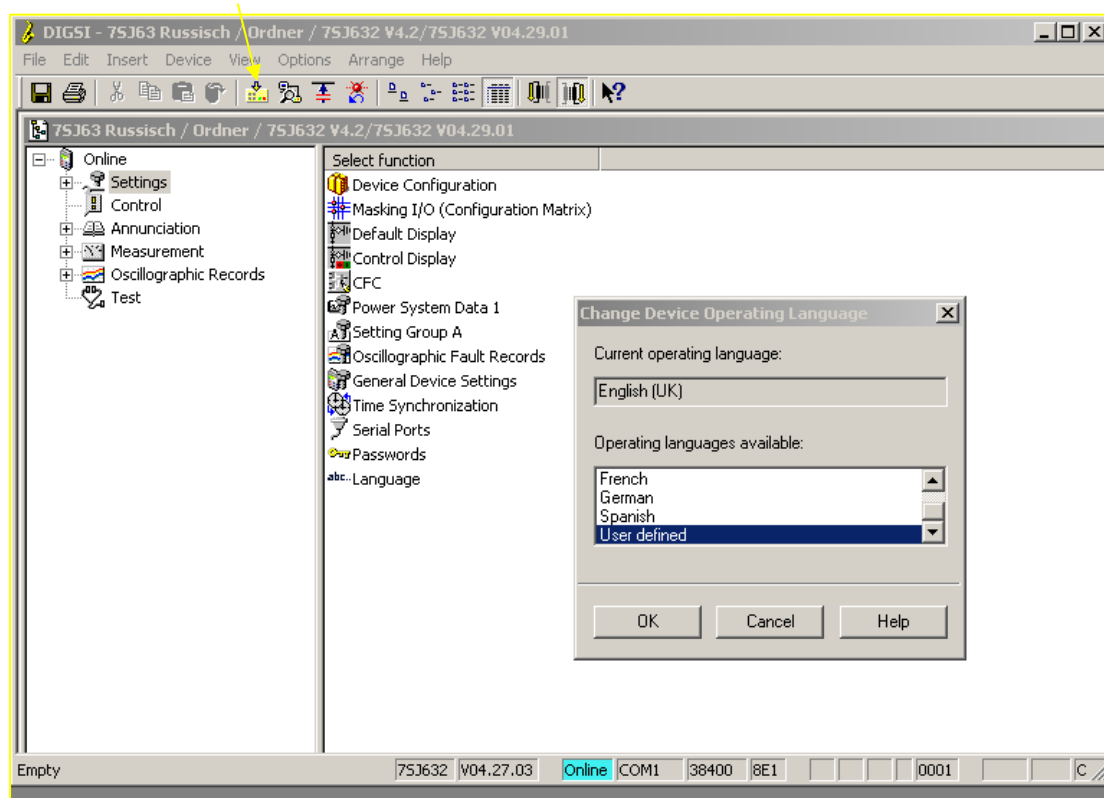 DIGSI - 7SJ63 Russisch / Ordner / 7SJ632 V4.2/7SJ632 V04.29.01
File Edit Insert Device View Options Arrange Help
7SJ63 Russisch / Ordner / 7SJ632 V4.2/7SJ632 V04.29.01
Online
Settings
Control
Annunciation
Measurement
Oscillographic Records
Test
Select function
Device Configuration
Masking I/O (Configuration Matrix)
Default Display
Control Display
CFC
Power System Data 1
Setting Group A
Oscillographic Fault Records
General Device Settings
Time Synchronization
Serial Ports
Passwords
abc.. Language
Change Device Operating Language
Current operating language:
English (UK)
Operating languages available:
French
German
Spanish
User defined
OK Cancel Help
Empty 7SJ632 V04.27.03 Online COM1 38400 8E1 0001 C